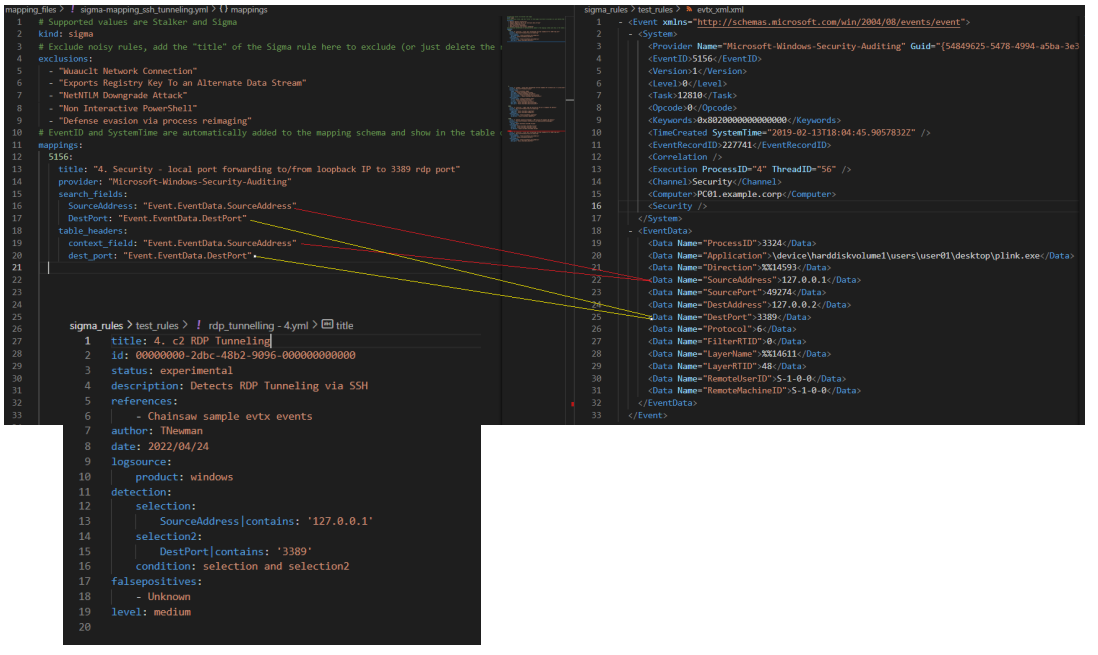 mapping_files > ! sigma-mapping_ssh_tunneling.yml > {} mappings
1 # Supported values are Stalker and Sigma
2 kind: sigma
3 # Exclude noisy rules, add the "title" of the Sigma rule here to exclude (or just delete the
4 exclusions:
5 - "Wuauclt Network Connection"
6 - "Exports Registry Key To an Alternate Data Stream"
7 - "NetNTLM Downgrade Attack"
8 - "Non Interactive PowerShell"
9 - "Defense evasion via process reimaging"
10 # EventID and SystemTime are automatically added to the mapping schema and show in the table
11 mappings:
12 5156:
13 title: "4. Security - local port forwarding to/from loopback IP to 3389 rdp port"
14 provider: "Microsoft-Windows-Security-Auditing"
15 search_fields:
16 SourceAddress: "Event.EventData.SourceAddress"
17 DestPort: "Event.EventData.DestPort"
18 table_headers:
19 context_field: "Event.EventData.SourceAddress"
20 dest_port: "Event.EventData.DestPort"
21
22
23
24
25
26
27
28
29
30
31
32
33
sigma_rules > test_rules > evtx_xml.xml
1 - <Event xmlns="http://schemas.microsoft.com/win/2004/08/events/event">
2 - <System>
3 <Provider Name="Microsoft-Windows-Security-Auditing" Guid="{54849625-5478-4994-a5ba-3e3
4 <EventID>5156</EventID>
5 <Version>1</Version>
6 <Level>0</Level>
7 <Task>12810</Task>
8 <Opcode>0</Opcode>
9 <Keywords>0x8020000000000000</Keywords>
10 <TimeCreated SystemTime="2019-02-13T18:04:45.9057832Z" />
11 <EventRecordID>227741</EventRecordID>
12 <Correlation />
13 <Execution ProcessID="4" ThreadID="56" />
14 <Channel>Security</Channel>
15 <Computer>PC01.example.corp</Computer>
16 <Security />
17 </System>
18 - <EventData>
19 <Data Name="ProcessID">3324</Data>
20 <Data Name="Application">\device\harddiskvolume1\users\user01\desktop\plink.exe</Data>
21 <Data Name="Direction">%%14593</Data>
22 <Data Name="SourceAddress">127.0.0.1</Data>
23 <Data Name="SourcePort">49274</Data>
24 <Data Name="DestAddress">127.0.0.2</Data>
25 <Data Name="DestPort">3389</Data>
26 <Data Name="Protocol">6</Data>
27 <Data Name="FilterRTID">0</Data>
28 <Data Name="LayerName">%%14611</Data>
29 <Data Name="LayerRTID">48</Data>
30 <Data Name="RemoteUserID">S-1-0-0</Data>
31 <Data Name="RemoteMachineID">S-1-0-0</Data>
32 </EventData>
33 </Event>
sigma_rules > test_rules > ! rdp_tunnelling - 4.yml > title
1 title: 4. c2 RDP Tunneling
2 id: 00000000-2dbc-48b2-9096-000000000000
3 status: experimental
4 description: Detects RDP Tunneling via SSH
5 references:
6 - Chainsaw sample evtx events
7 author: TNewman
8 date: 2022/04/24
9 logsource:
10 product: windows
11 detection:
12 selection:
13 SourceAddress|contains: '127.0.0.1'
14 selection2:
15 DestPort|contains: '3389'
16 condition: selection and selection2
17 falsepositives:
18 - Unknown
19 level: medium
20